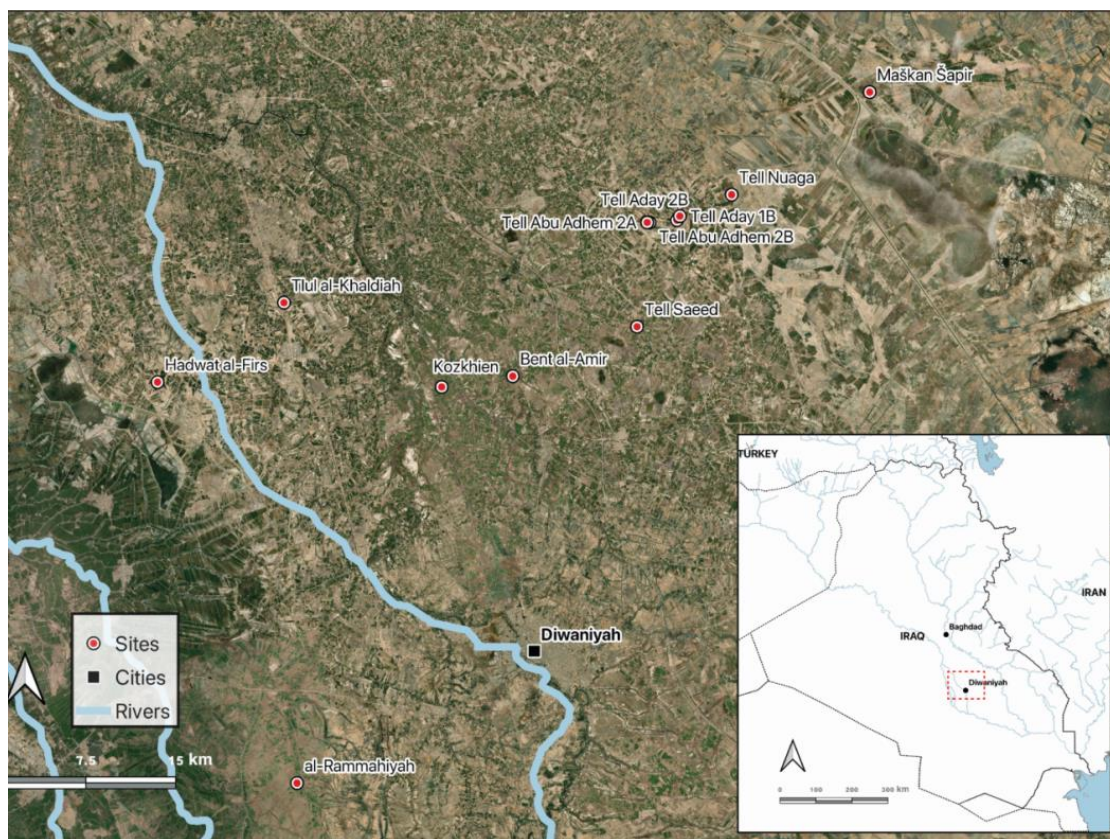 Maškan Šapir
Tell Nuaga
Tell Aday 2B
Tell Aday 1B
Tell Abu Adhem 2A
Tell Abu Adhem 2B
Tlul al-Khaldiah
Tell Saeed
Hadwat al-Firs
Kozkhien
Bent al-Amir
Diwaniyah
al-Rammahiyah
Sites
Cities
Rivers
7.5 15 km
TURKEY
IRAN
IRAQ
Baghdad
Diwaniyah
0 100 200 300 km